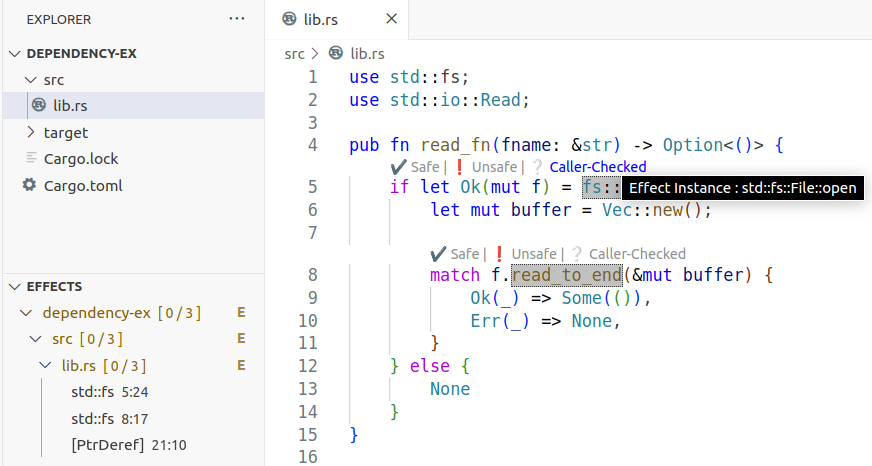 EXPLORER ···
DEPENDENCY-EX
src
lib.rs
target
Cargo.lock
Cargo.toml
EFFECTS
dependency-ex [0/3] E
src [0/3] E
lib.rs [0/3] E
std::fs 5:24
std::fs 8:17
[PtrDeref] 21:10
lib.rs
src > lib.rs
1 use std::fs;
2 use std::io::Read;
3
4 pub fn read_fn(fname: &str) -> Option<()> {
✔ Safe | ❗ Unsafe | ❔ Caller-Checked
5 if let Ok(mut f) = fs:: Effect Instance : std::fs::File::open
6 let mut buffer = Vec::new();
7
✔ Safe | ❗ Unsafe | ❔ Caller-Checked
8 match f.read_to_end(&mut buffer) {
9 Ok(_) => Some(()),
10 Err(_) => None,
11 }
12 } else {
13 None
14 }
15 }
16